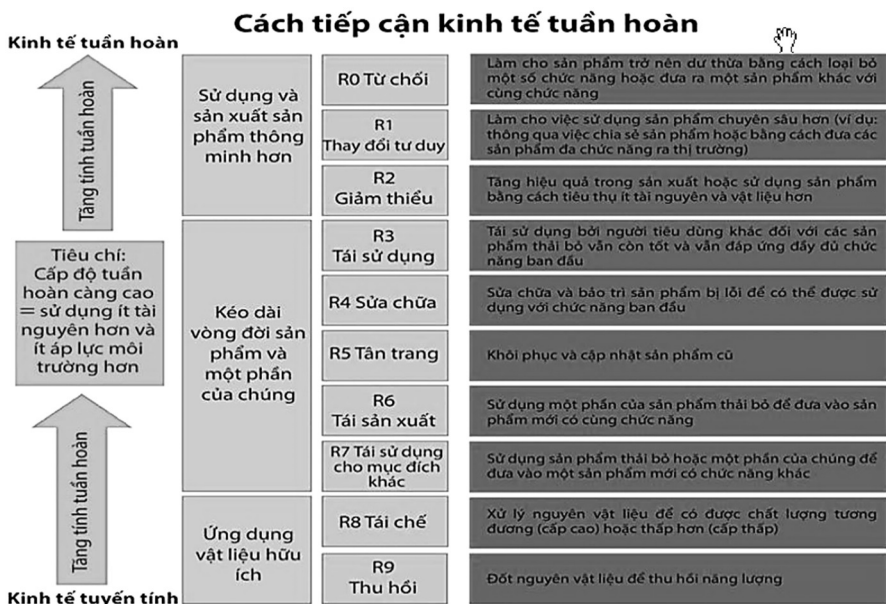 Cách tiếp cận kinh tế tuần hoàn
Kinh tế tuần hoàn
Tăng tính tuần hoàn
Tiêu chí:
Cấp độ tuần
hoàn càng cao
= sử dụng ít tài
nguyên hơn và
ít áp lực môi
trường hơn
Tăng tính tuần hoàn
Kinh tế tuyến tính
Sử dụng và
sản xuất sản
phẩm thông
minh hơn
R0 Từ chối
Làm cho sản phẩm trở nên dư thừa bằng cách loại bỏ
một số chức năng hoặc đưa ra một sản phẩm khác với
cùng chức năng
R1
Thay đổi tư duy
Làm cho việc sử dụng sản phẩm chuyên sâu hơn (ví dụ:
thông qua việc chia sẻ sản phẩm hoặc bằng cách đưa các
sản phẩm đa chức năng ra thị trường)
R2
Giảm thiểu
Tăng hiệu quả trong sản xuất hoặc sử dụng sản phẩm
bằng cách tiêu thụ ít tài nguyên và vật liệu hơn
Kéo dài
vòng đời sản
phẩm và
một phần
của chúng
R3
Tái sử dụng
Tái sử dụng bởi người tiêu dùng khác đối với các sản
phẩm thải bỏ vẫn còn tốt và vẫn đáp ứng đầy đủ chức
năng ban đầu
R4 Sửa chữa
Sửa chữa và bảo trì sản phẩm bị lỗi để có thể được sử
dụng với chức năng ban đầu
R5 Tân trang
Khôi phục và cập nhật sản phẩm cũ
R6
Tái sản xuất
Sử dụng một phần của sản phẩm thải bỏ để đưa vào sản
phẩm mới có cùng chức năng
R7 Tái sử dụng
cho mục đích
khác
Sử dụng sản phẩm thải bỏ hoặc một phần của chúng để
đưa vào một sản phẩm mới có chức năng khác
Ứng dụng
vật liệu hữu
ích
R8 Tái chế
Xử lý nguyên vật liệu để có được chất lượng tương
đương (cấp cao) hoặc thấp hơn (cấp thấp)
R9
Thu hồi
Đốt nguyên vật liệu để thu hồi năng lượng